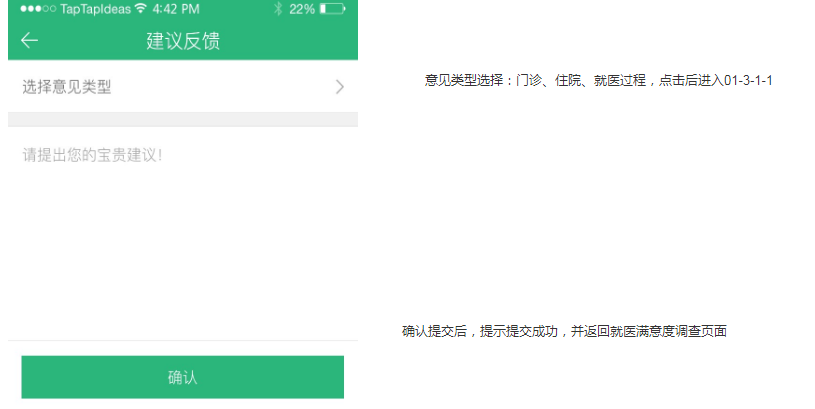 TapTapIdeas 4:42 PM 22%
建议反馈
选择意见类型
意见类型选择：门诊、住院、就医过程，点击后进入01-3-1-1
请提出您的宝贵建议!
确认提交后，提示提交成功，并返回就医满意度调查页面
确认